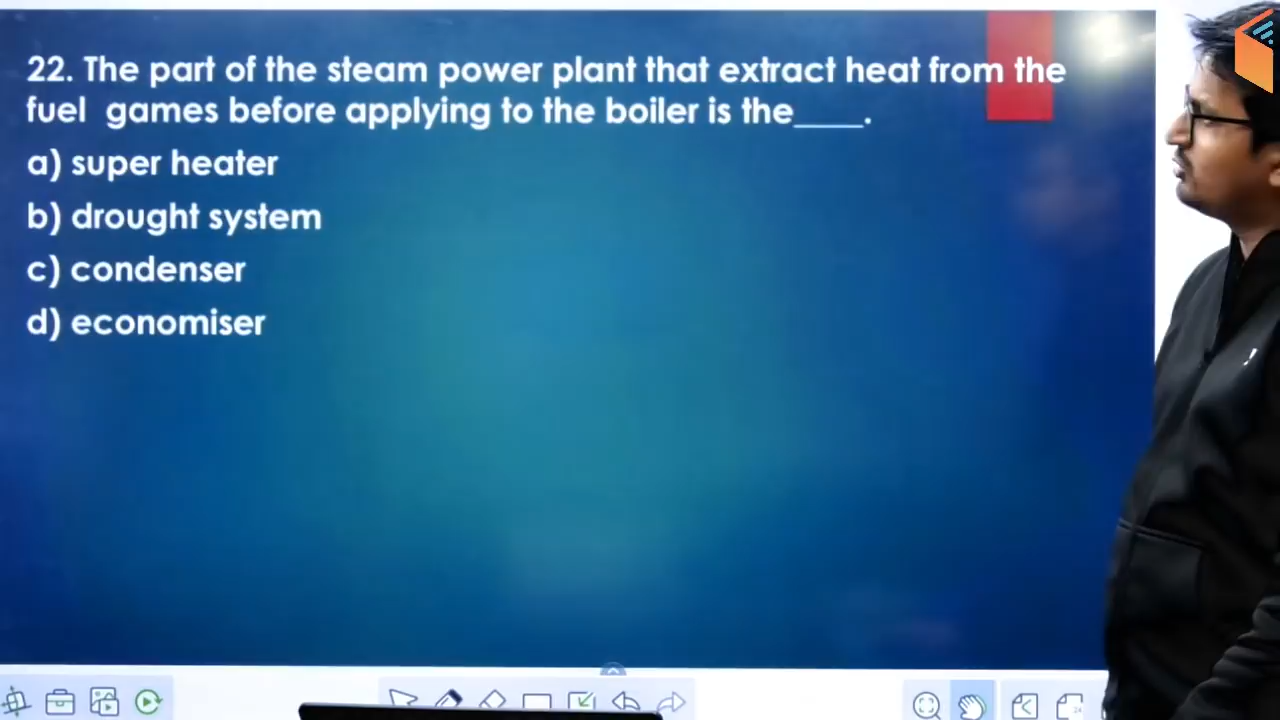 22. The part of the steam power plant that extract heat from the
fuel games before applying to the boiler is the____.
a) super heater
b) drought system
c) condenser
d) economiser